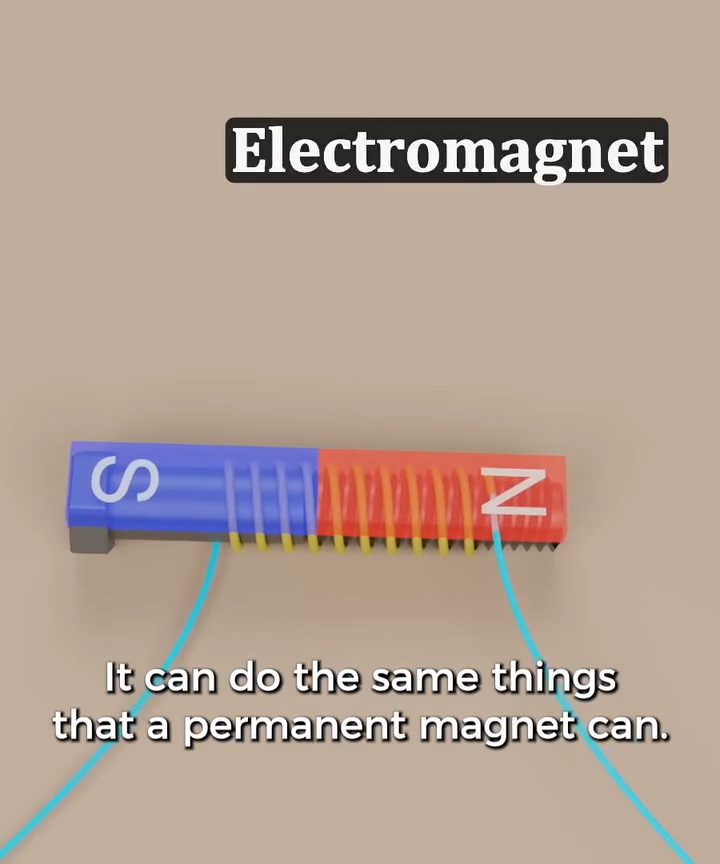 Electromagnet
S
N
It can do the same things
that a permanent magnet can.